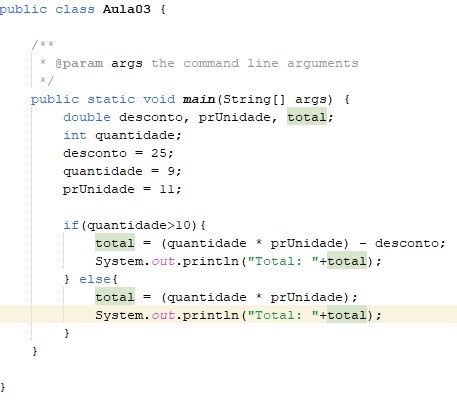 public class Aula03 {
/**
* @param args the command line arguments
*/
public static void main(String[] args) {
double desconto, prUnidade, total;
int quantidade;
desconto = 25;
quantidade = 9;
prUnidade = 11;
if(quantidade>10){
total = (quantidade * prUnidade) - desconto;
System.out.println("Total: "+total);
} else{
total = (quantidade * prUnidade);
System.out.println("Total: "+total);
}
}
}